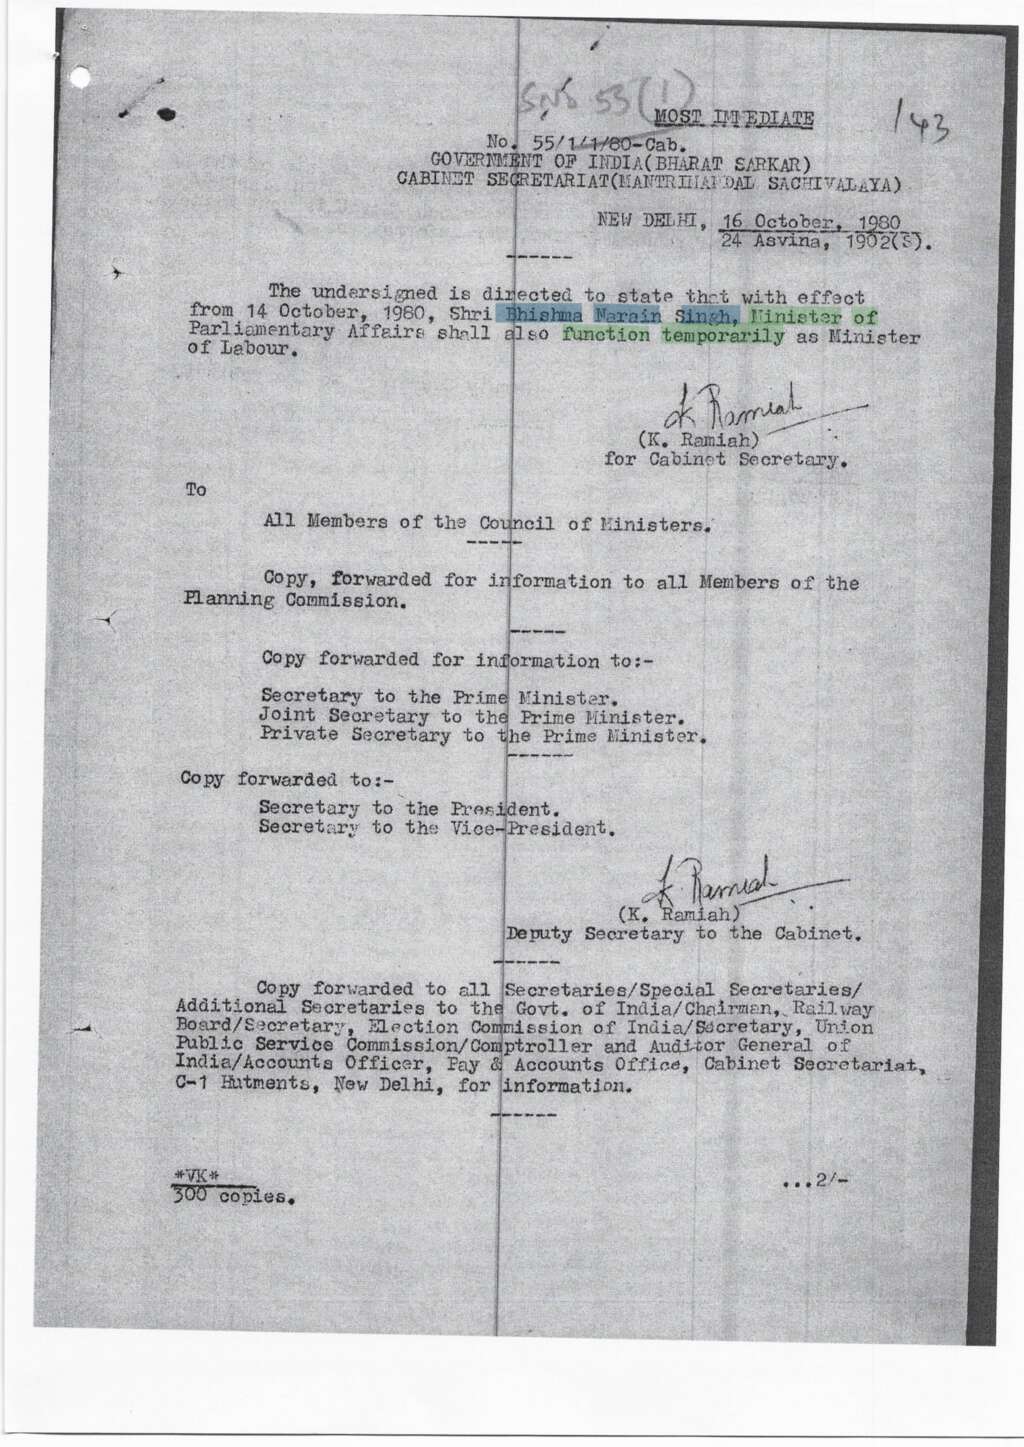 SNo 53(1)
MOST IMMEDIATE
143
No. 55/1/1/80-Cab.
GOVERNMENT OF INDIA(BHARAT SARKAR)
CABINET SECRETARIAT(MANTRIMANDAL SACHIVALAYA)
NEW DELHI, 16 October, 1980
24 Asvina, 1902(S).
The undersigned is directed to state that with effect
from 14 October, 1980, Shri Bhishma Narain Singh, Minister of
Parliamentary Affairs shall also function temporarily as Minister
of Labour.
K Ramiah
(K. Ramiah)
for Cabinet Secretary.
To
All Members of the Council of Ministers.
Copy, forwarded for information to all Members of the
Planning Commission.
Copy forwarded for information to:-
Secretary to the Prime Minister.
Joint Secretary to the Prime Minister.
Private Secretary to the Prime Minister.
Copy forwarded to:-
Secretary to the President.
Secretary to the Vice-President.
K. Ramiah
(K. Ramiah)
Deputy Secretary to the Cabinet.
Copy forwarded to all Secretaries/Special Secretaries/
Additional Secretaries to the Govt. of India/Chairman, Railway
Board/Secretary, Election Commission of India/Secretary, Union
Public Service Commission/Comptroller and Auditor General of
India/Accounts Officer, Pay & Accounts Office, Cabinet Secretariat,
C-1 Hutments, New Delhi, for information.
*VK*
300 copies.
...2/-